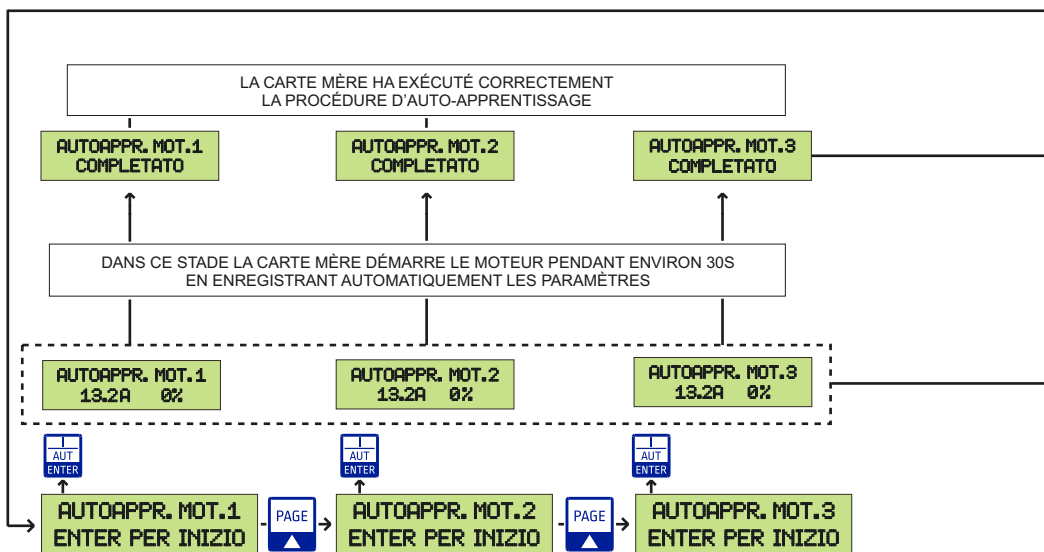 LA CARTE MÈRE HA EXÉCUTÉ CORRECTEMENT
LA PROCÉDURE D'AUTO-APPRENTISSAGE
AUTOAPPR. MOT.1
COMPLETATO
AUTOAPPR. MOT.2
COMPLETATO
AUTOAPPR. MOT.3
COMPLETATO
DANS CE STADE LA CARTE MÈRE DÉMARRE LE MOTEUR PENDANT ENVIRON 30S
EN ENREGISTRANT AUTOMATIQUEMENT LES PARAMÈTRES
AUTOAPPR. MOT.1
13.2A 0%
AUTOAPPR. MOT.2
13.2A 0%
AUTOAPPR. MOT.3
13.2A 0%
I
AUT
ENTER
I
AUT
ENTER
I
AUT
ENTER
AUTOAPPR. MOT.1
ENTER PER INIZIO
PAGE
AUTOAPPR. MOT.2
ENTER PER INIZIO
PAGE
AUTOAPPR. MOT.3
ENTER PER INIZIO